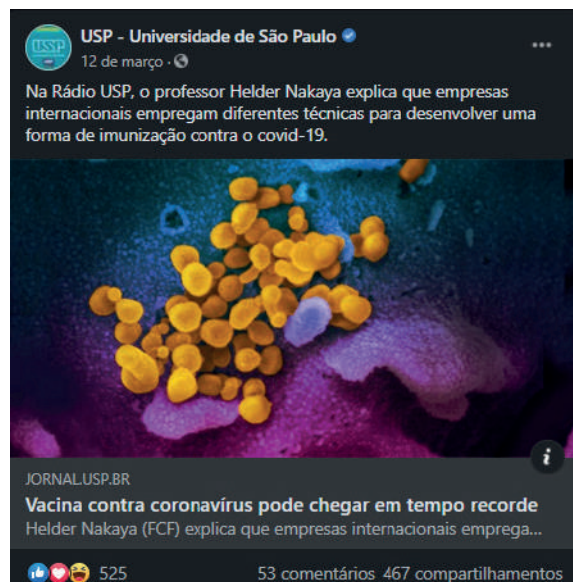 USP
USP - Universidade de São Paulo
12 de março ·
Na Rádio USP, o professor Helder Nakaya explica que empresas
internacionais empregam diferentes técnicas para desenvolver uma
forma de imunização contra o covid-19.
i
JORNAL.USP.BR
Vacina contra coronavírus pode chegar em tempo recorde
Helder Nakaya (FCF) explica que empresas internacionais emprega...
525 53 comentários 467 compartilhamentos